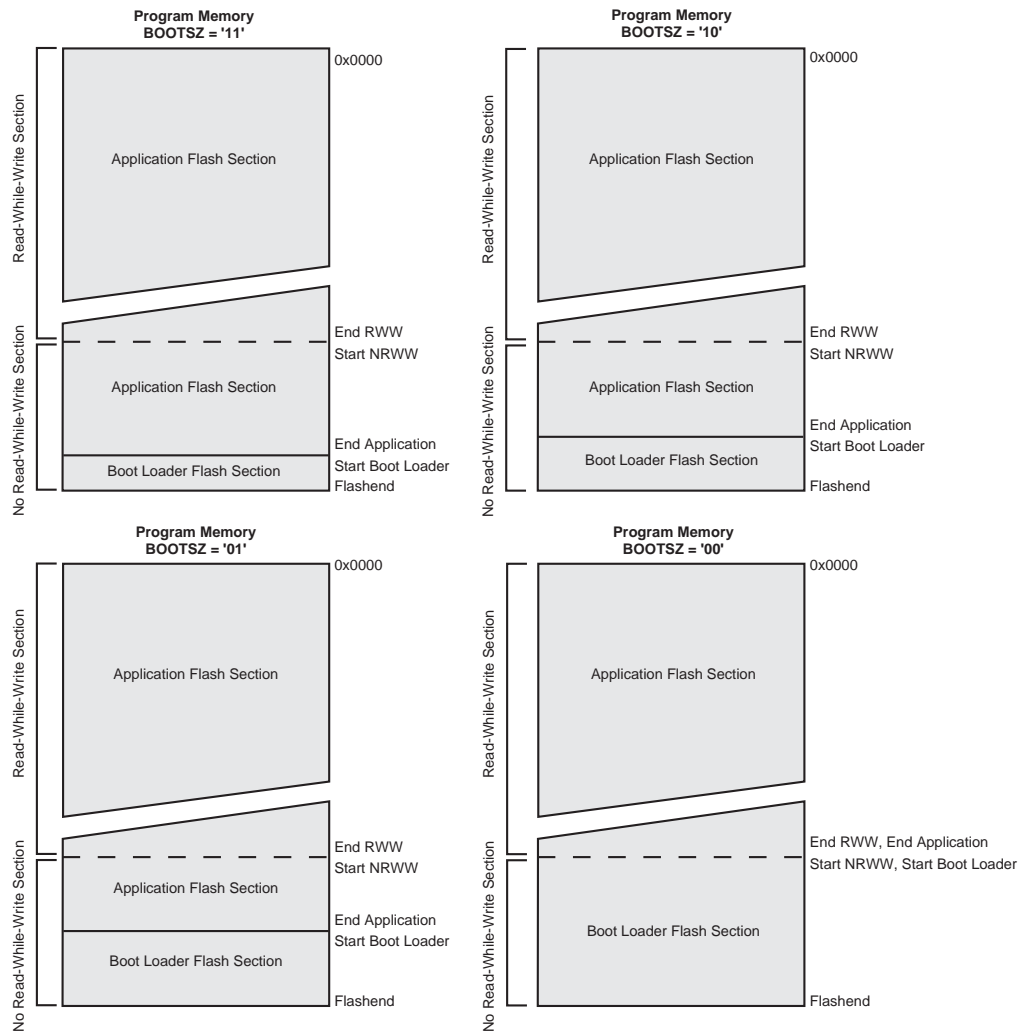 Program Memory
BOOTSZ = '11'
0x0000
Read-While-Write Section
Application Flash Section
End RWW
Start NRWW
No Read-While-Write Section
Application Flash Section
End Application
Start Boot Loader
Boot Loader Flash Section
Flashend
Program Memory
BOOTSZ = '10'
0x0000
Read-While-Write Section
Application Flash Section
End RWW
Start NRWW
No Read-While-Write Section
Application Flash Section
End Application
Start Boot Loader
Boot Loader Flash Section
Flashend
Program Memory
BOOTSZ = '01'
0x0000
Read-While-Write Section
Application Flash Section
End RWW
Start NRWW
No Read-While-Write Section
Application Flash Section
End Application
Start Boot Loader
Boot Loader Flash Section
Flashend
Program Memory
BOOTSZ = '00'
0x0000
Read-While-Write Section
Application Flash Section
End RWW, End Application
Start NRWW, Start Boot Loader
No Read-While-Write Section
Boot Loader Flash Section
Flashend